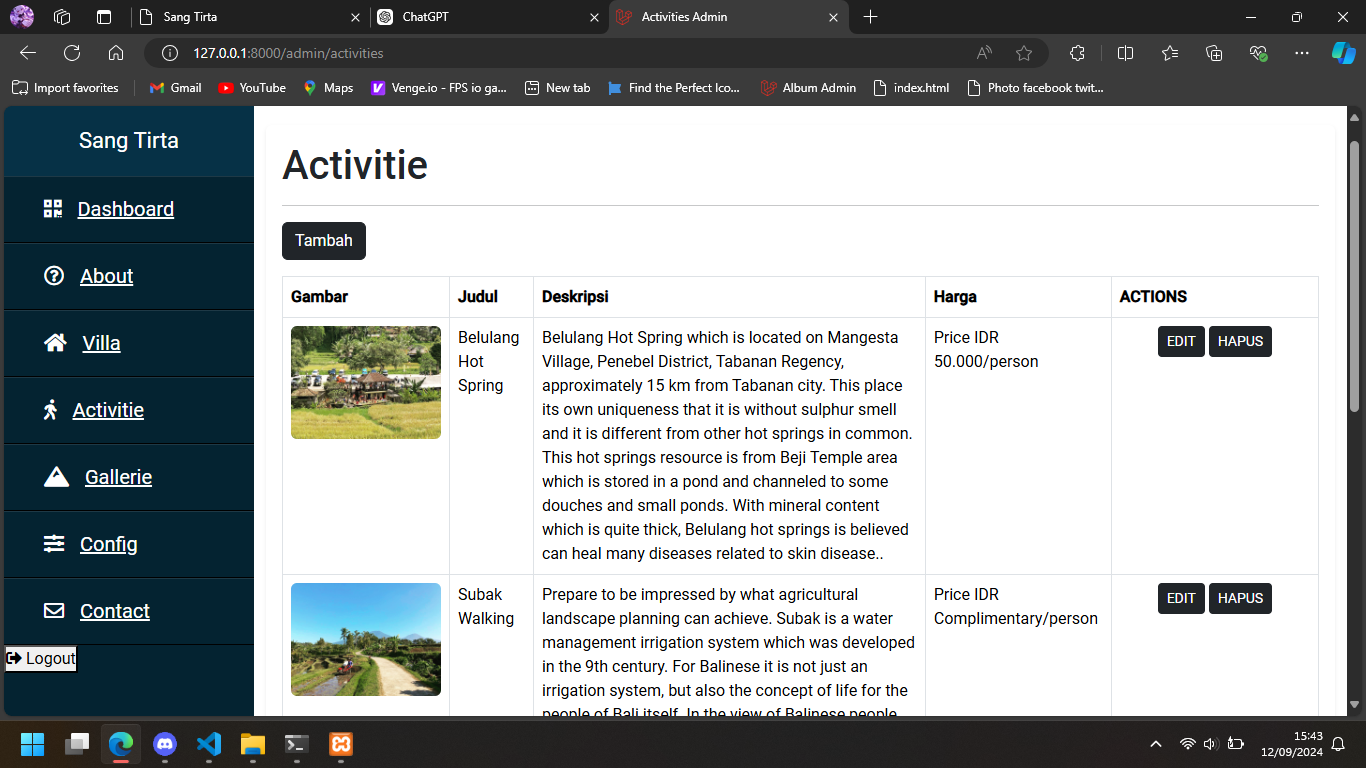 Sang Tirta
ChatGPT
Activities Admin
127.0.0.1:8000/admin/activities
Import favorites
Gmail
YouTube
Maps
Venge.io - FPS io ga...
New tab
Find the Perfect Ico...
Album Admin
index.html
Photo facebook twit...
Sang Tirta
Dashboard
About
Villa
Activitie
Gallerie
Config
Contact
Logout
Activitie
Tambah
Gambar
Judul
Deskripsi
Harga
ACTIONS
Belulang
Hot
Spring
Belulang Hot Spring which is located on Mangesta
Village, Penebel District, Tabanan Regency,
approximately 15 km from Tabanan city. This place
its own uniqueness that it is without sulphur smell
and it is different from other hot springs in common.
This hot springs resource is from Beji Temple area
which is stored in a pond and channeled to some
douches and small ponds. With mineral content
which is quite thick, Belulang hot springs is believed
can heal many diseases related to skin disease..
Price IDR
50.000/person
EDIT
HAPUS
Subak
Walking
Prepare to be impressed by what agricultural
landscape planning can achieve. Subak is a water
management irrigation system which was developed
in the 9th century. For Balinese it is not just an
irrigation system, but also the concept of life for the
people of Bali itself. In the view of Balinese people
Price IDR
Complimentary/person
EDIT
HAPUS
15:43
12/09/2024